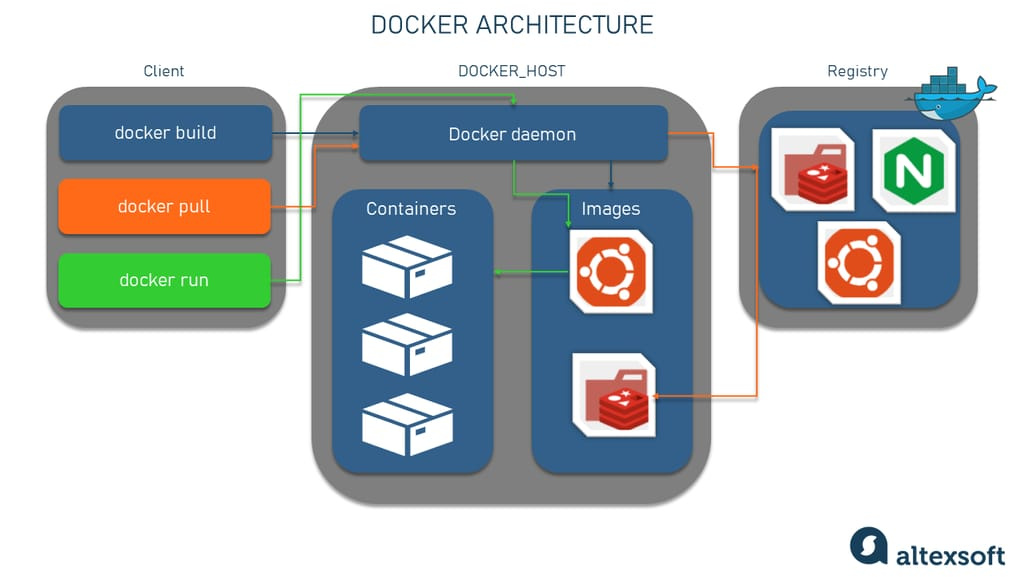 DOCKER ARCHITECTURE
Client
DOCKER_HOST
Registry
docker build
docker pull
docker run
Docker daemon
Containers
Images
N
altexsoft